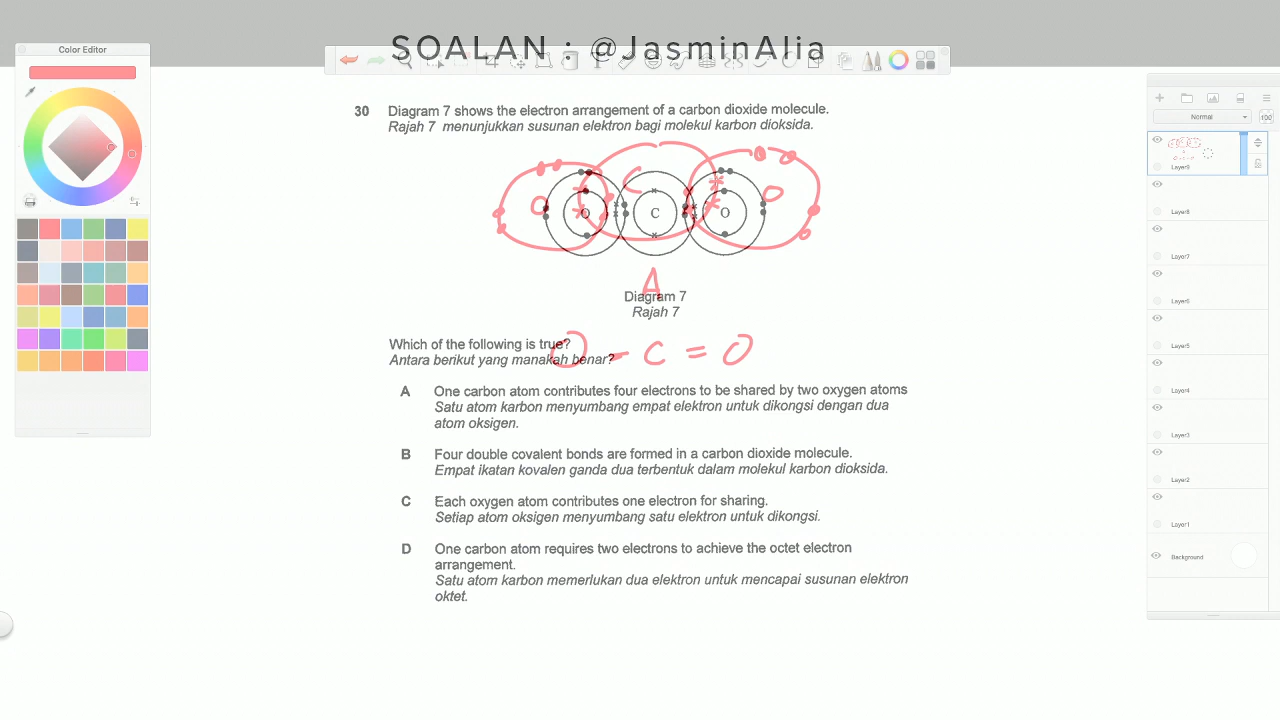 SOALAN : @JasminAlia
Color Editor
Normal
100
30 Diagram 7 shows the electron arrangement of a carbon dioxide molecule.
Rajah 7 menunjukkan susunan elektron bagi molekul karbon dioksida.
O C O
O C O
A
Diagram 7
Rajah 7
Which of the following is true?
Antara berikut yang manakah benar?
O = C = O
A One carbon atom contributes four electrons to be shared by two oxygen atoms
Satu atom karbon menyumbang empat elektron untuk dikongsi dengan dua
atom oksigen.
B Four double covalent bonds are formed in a carbon dioxide molecule.
Empat ikatan kovalen ganda dua terbentuk dalam molekul karbon dioksida.
C Each oxygen atom contributes one electron for sharing.
Setiap atom oksigen menyumbang satu elektron untuk dikongsi.
D One carbon atom requires two electrons to achieve the octet electron
arrangement.
Satu atom karbon memerlukan dua elektron untuk mencapai susunan elektron
oktet.
Layer9
Layer8
Layer7
Layer6
Layer5
Layer4
Layer3
Layer2
Layer1
Background